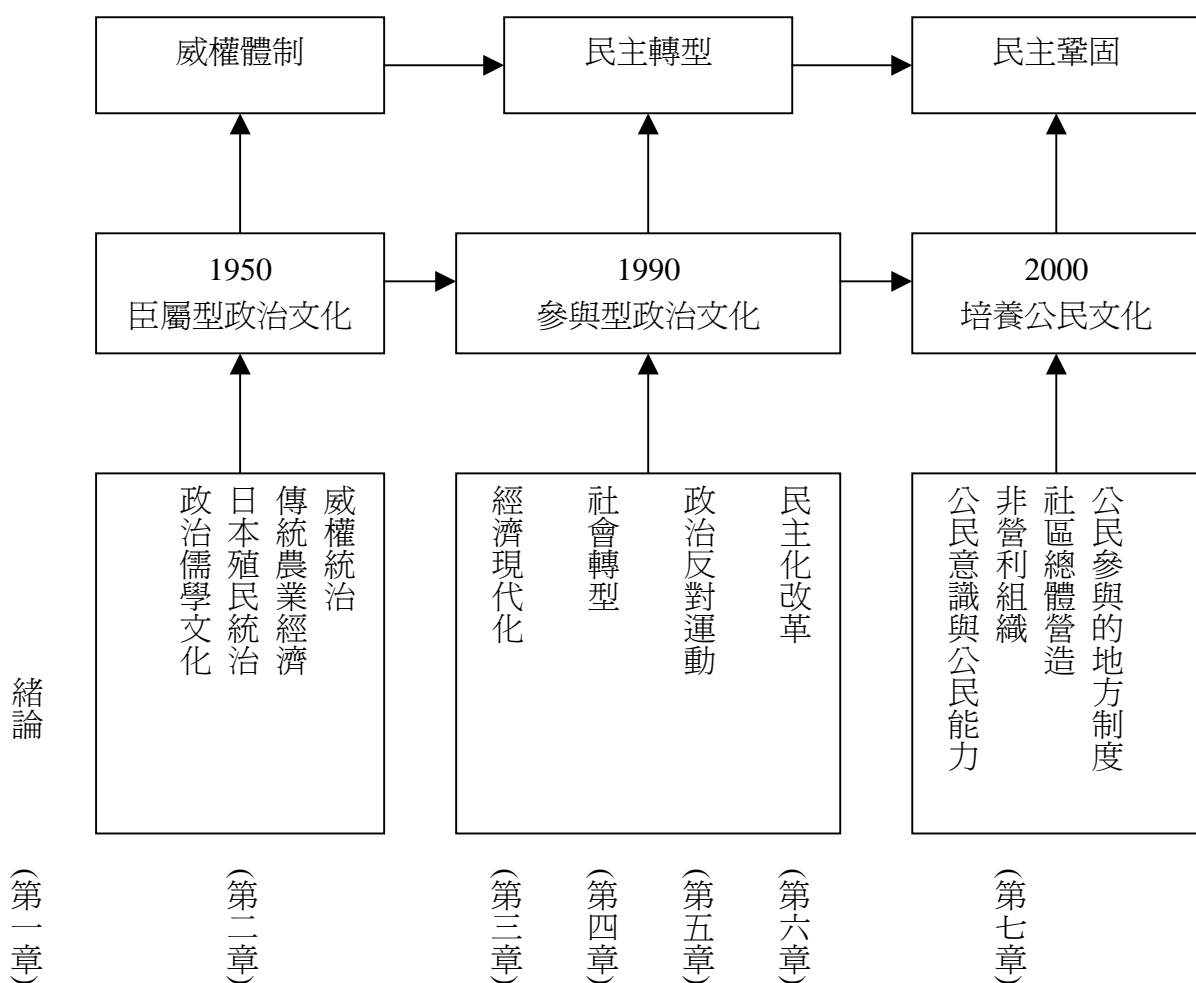 威權體制
民主轉型
民主鞏固
1950
臣屬型政治文化
1990
參與型政治文化
2000
培養公民文化
威權統治
傳統農業經濟
日本殖民統治
政治儒學文化
經濟現代化
社會轉型
政治反對運動
民主化改革
公民參與的地方制度
社區總體營造
非營利組織
公民意識與公民能力
緒論
(第一章)
(第二章)
(第三章)
(第四章)
(第五章)
(第六章)
(第七章)